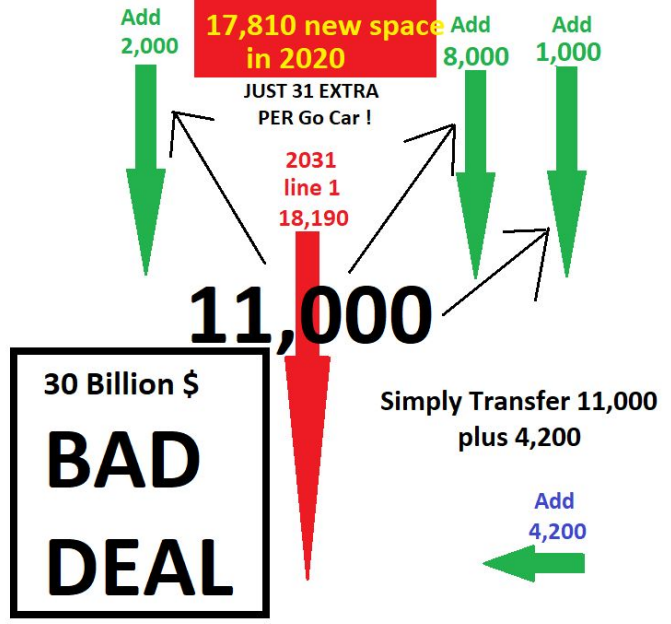 Add
2,000
17,810 new space
in 2020
Add
8,000
Add
1,000
JUST 31 EXTRA
PER Go Car !
2031
line 1
18,190
11,000
30 Billion $
BAD
DEAL
Simply Transfer 11,000
plus 4,200
Add
4,200